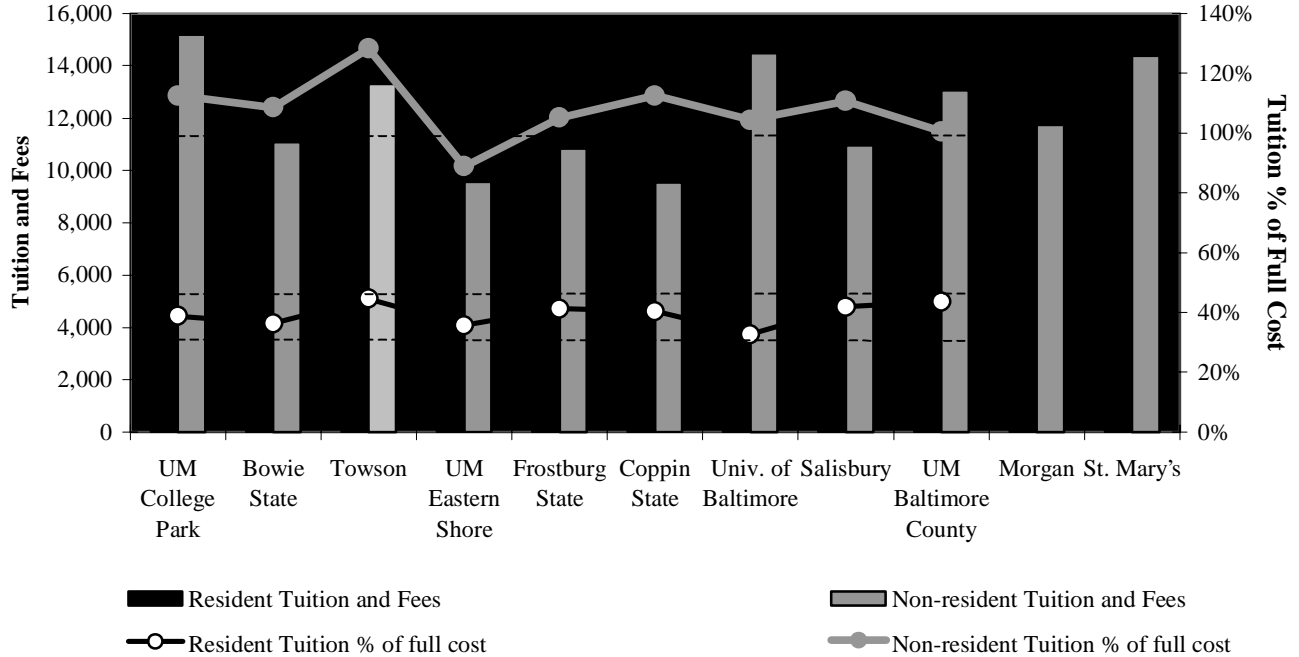 16,000
14,000
12,000
10,000
8,000
6,000
4,000
2,000
0
Tuition and Fees
140%
120%
100%
80%
60%
40%
20%
0%
Tuition % of Full Cost
UM College Park
Bowie State
Towson
UM Eastern Shore
Frostburg State
Coppin State
Univ. of Baltimore
Salisbury
UM Baltimore County
Morgan
St. Mary's
Resident Tuition and Fees
Non-resident Tuition and Fees
Resident Tuition % of full cost
Non-resident Tuition % of full cost